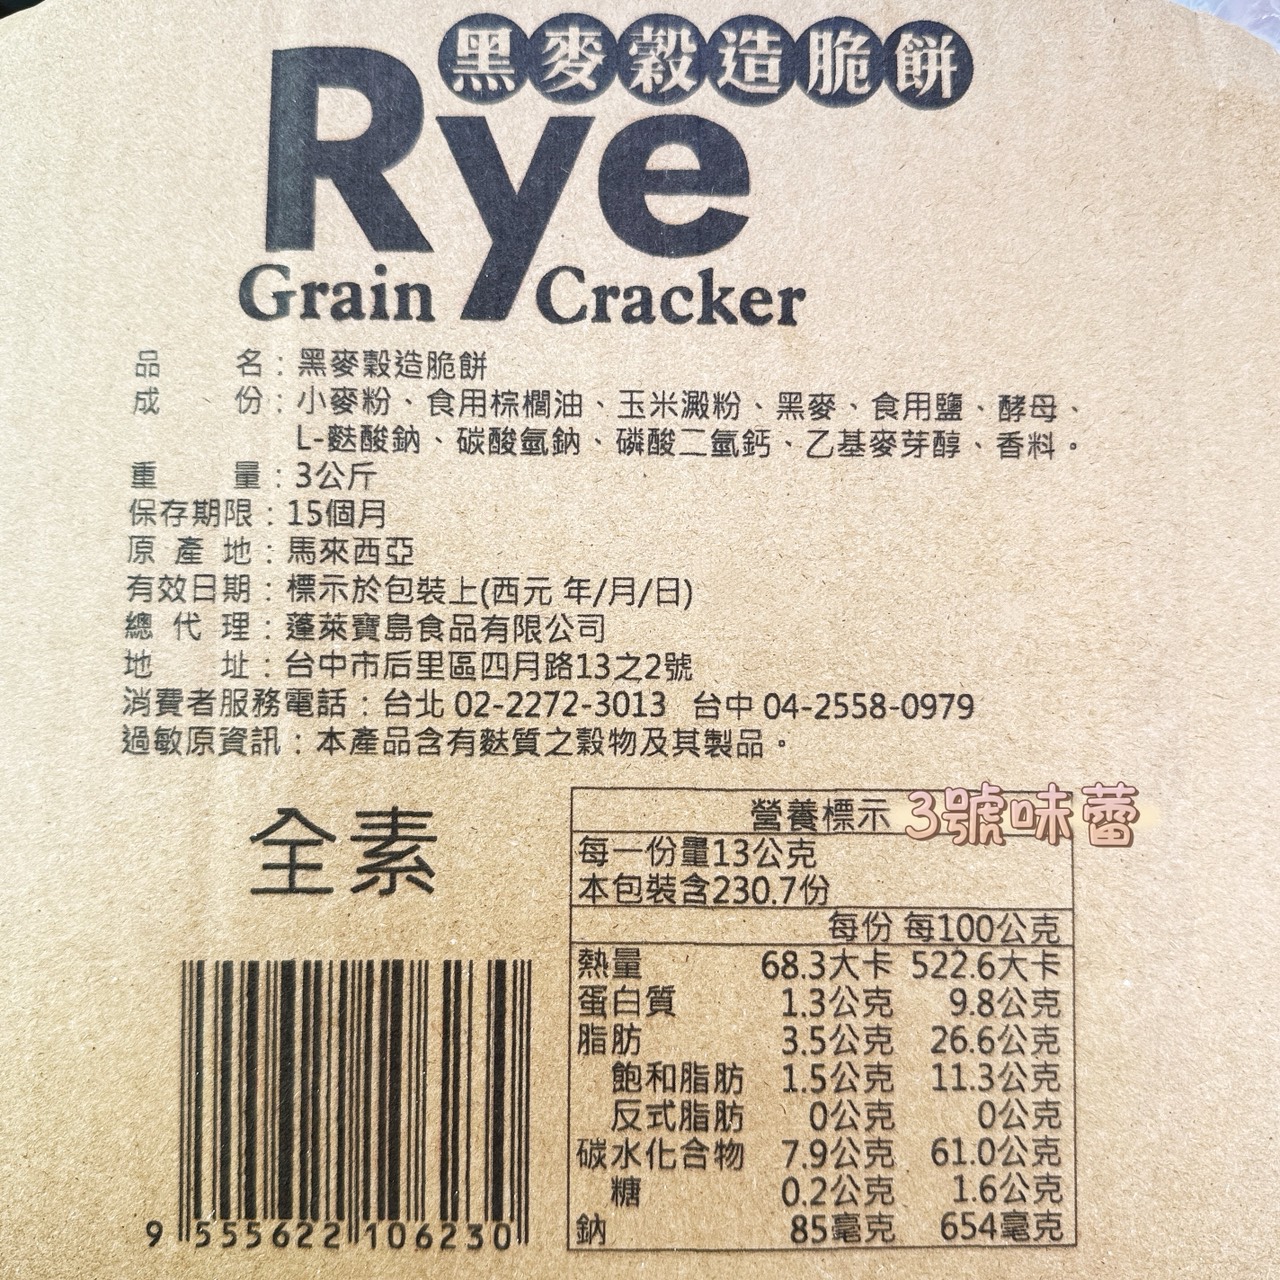 黑麥穀造脆餅
Rye
Grain Cracker
品名：黑麥穀造脆餅
成份：小麥粉、食用棕櫚油、玉米澱粉、黑麥、食用鹽、酵母、
L-麩酸鈉、碳酸氫鈉、磷酸二氫鈣、乙基麥芽醇、香料。
重量：3公斤
保存期限：15個月
原產地：馬來西亞
有效日期：標示於包裝上(西元 年/月/日)
總代理：蓬萊寶島食品有限公司
地址：台中市后里區四月路13之2號
消費者服務電話：台北 02-2272-3013 台中 04-2558-0979
過敏原資訊：本產品含有麩質之穀物及其製品。
全素
營養標示
3號味蕾
每一份量13公克
本包裝含230.7份
每份 每100公克
熱量 68.3大卡 522.6大卡
蛋白質 1.3公克 9.8公克
脂肪 3.5公克 26.6公克
飽和脂肪 1.5公克 11.3公克
反式脂肪 0公克 0公克
碳水化合物 7.9公克 61.0公克
糖 0.2公克 1.6公克
鈉 85毫克 654毫克
9 555622 106230